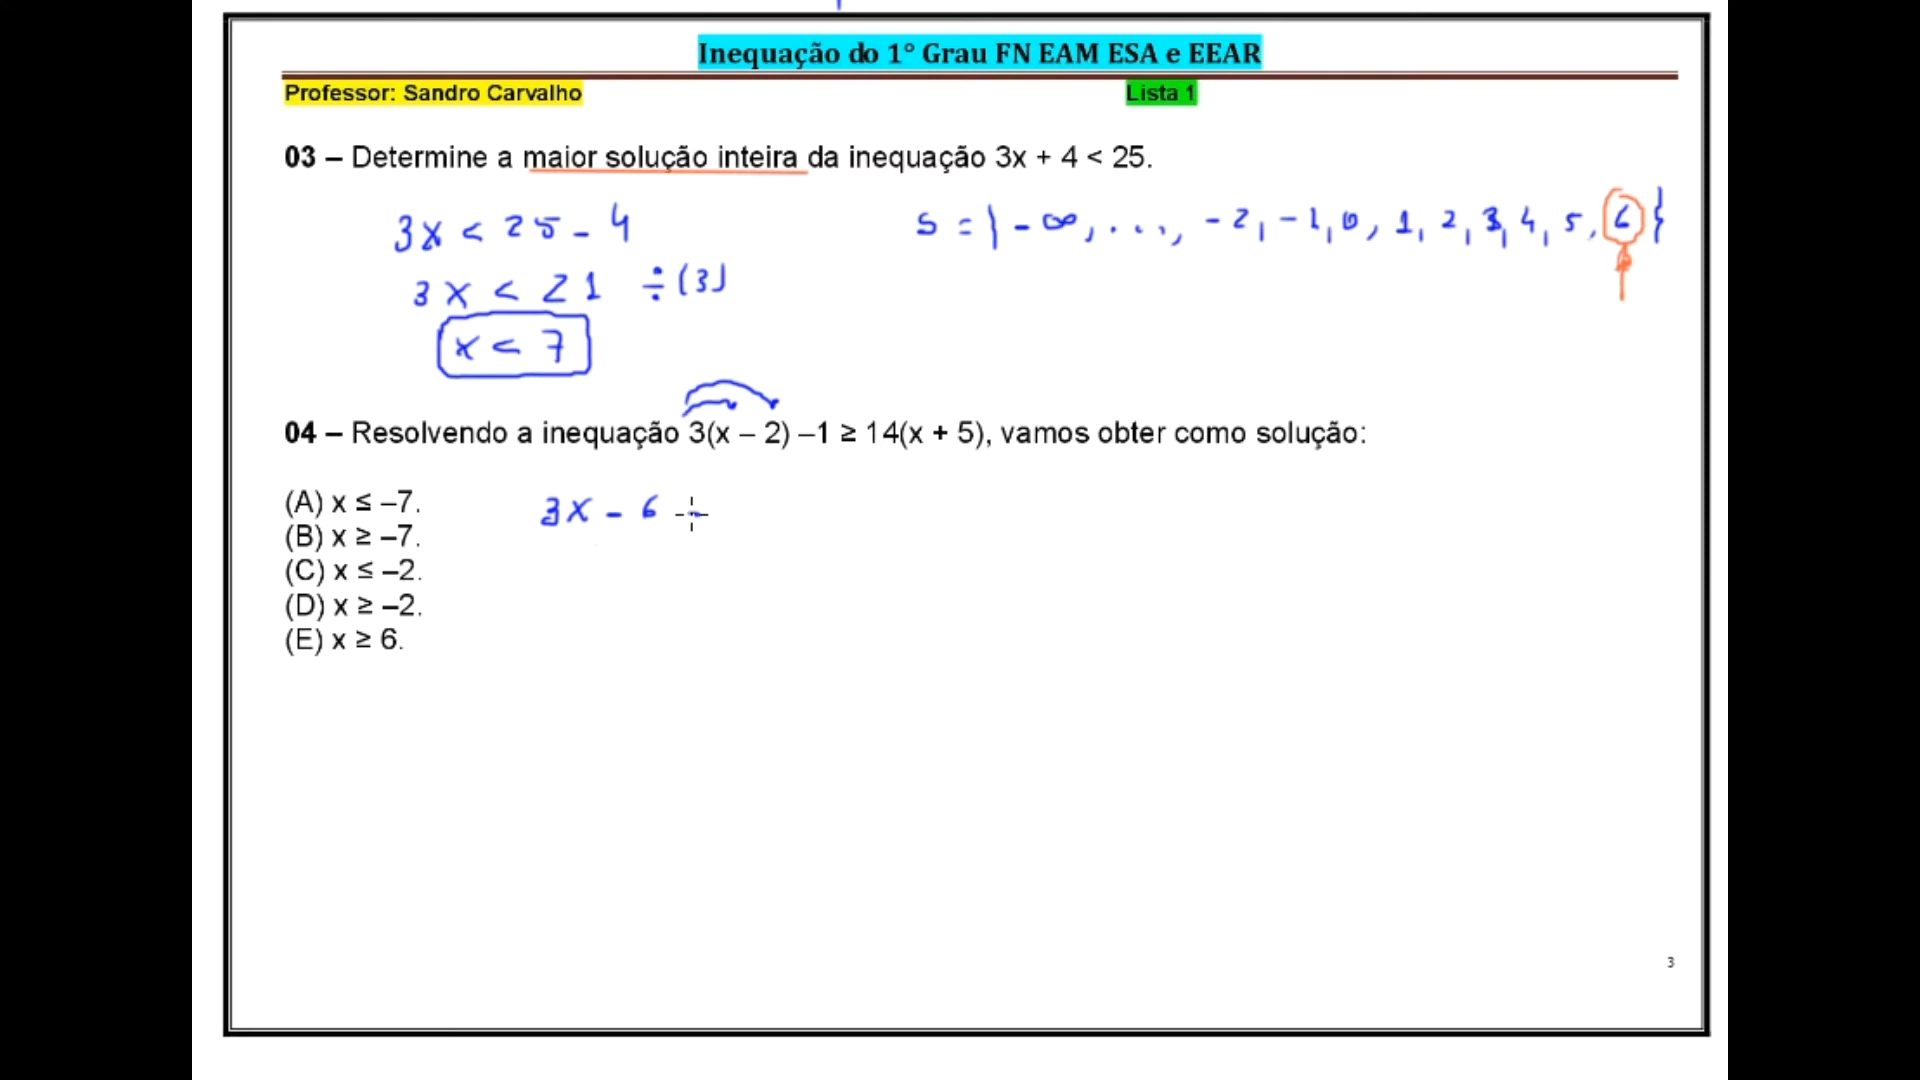 Inequação do 1° Grau FN EAM ESA e EEAR
Professor: Sandro Carvalho Lista 1
03 – Determine a maior solução inteira da inequação 3x + 4 < 25.
3x < 25 - 4
S = { - ∞, ..., -2, -1, 0, 1, 2, 3, 4, 5, 6 }
3x < 21 ÷(3)
x < 7
04 – Resolvendo a inequação 3(x – 2) –1 ≥ 14(x + 5), vamos obter como solução:
(A) x ≤ –7.
3x - 6 -
(B) x ≥ –7.
(C) x ≤ –2.
(D) x ≥ –2.
(E) x ≥ 6.
3